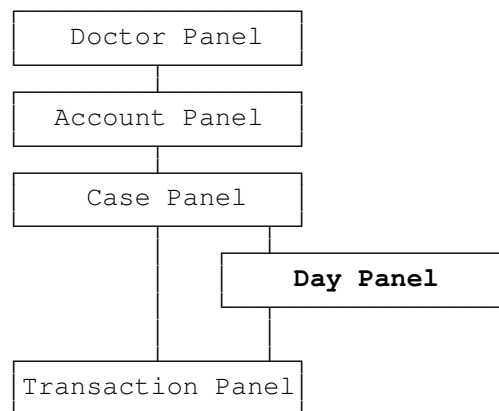 Doctor Panel
Account Panel
Case Panel
Day Panel
Transaction Panel